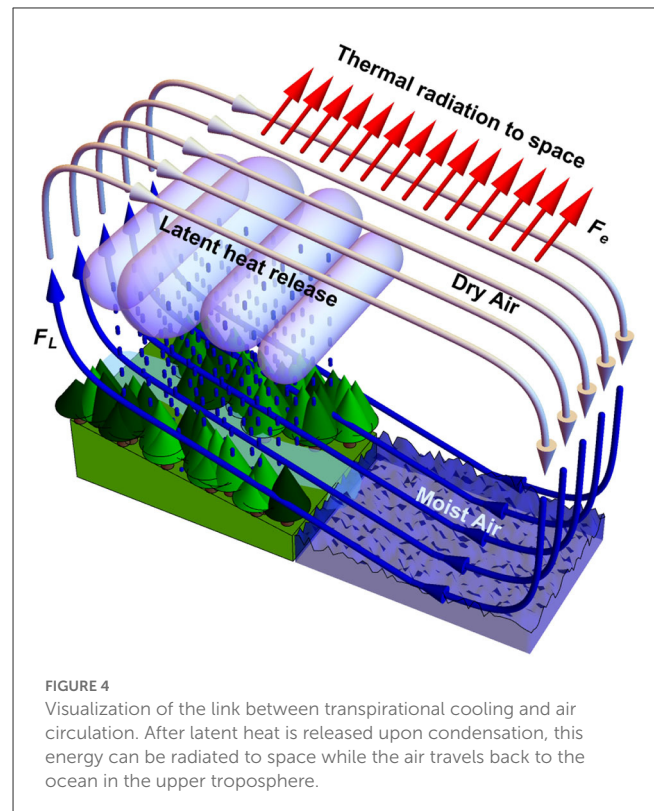 Thermal radiation to space
F_e
Latent heat release
Dry Air
F_L
Moist Air
FIGURE 4
Visualization of the link between transpirational cooling and air
circulation. After latent heat is released upon condensation, this
energy can be radiated to space while the air travels back to the
ocean in the upper troposphere.